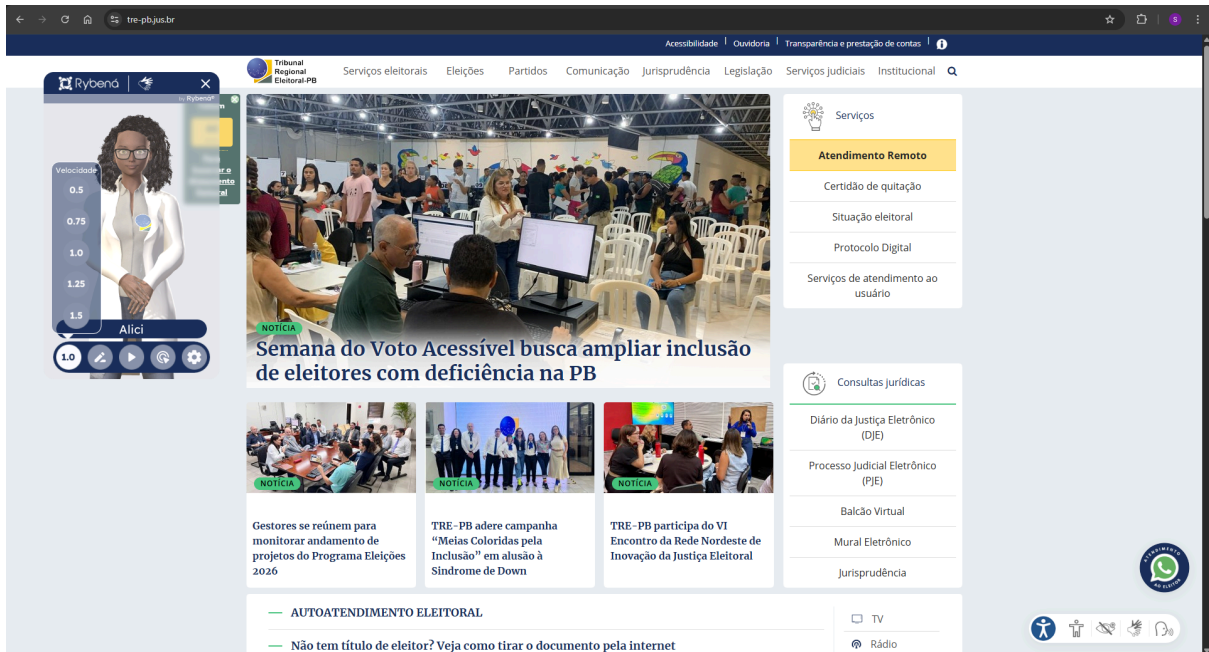 tre-pb.jus.br
S
Acessibilidade
Ouvidoria
Transparência e prestação de contas
Tribunal
Regional
Eleitoral-PB
Serviços eleitorais
Eleições
Partidos
Comunicação
Jurisprudência
Legislação
Serviços judiciais
Institucional
Rybená
by Rybená®
Velocidade
0.5
0.75
1.0
1.25
1.5
Alici
1.0
NOTÍCIA
Semana do Voto Acessível busca ampliar inclusão
de eleitores com deficiência na PB
NOTÍCIA
Gestores se reúnem para
monitorar andamento de
projetos do Programa Eleições
2026
NOTÍCIA
TRE-PB adere campanha
“Meias Coloridas pela
Inclusão” em alusão à
Sindrome de Down
NOTÍCIA
TRE-PB participa do VI
Encontro da Rede Nordeste de
Inovação da Justiça Eleitoral
Serviços
Atendimento Remoto
Certidão de quitação
Situação eleitoral
Protocolo Digital
Serviços de atendimento ao
usuário
Consultas jurídicas
Diário da Justiça Eletrônico
(DJE)
Processo Judicial Eletrônico
(PJE)
Balcão Virtual
Mural Eletrônico
Jurisprudência
ATENDIMENTO
AO ELEITOR
AUTOATENDIMENTO ELEITORAL
Não tem título de eleitor? Veja como tirar o documento pela internet
TV
Rádio